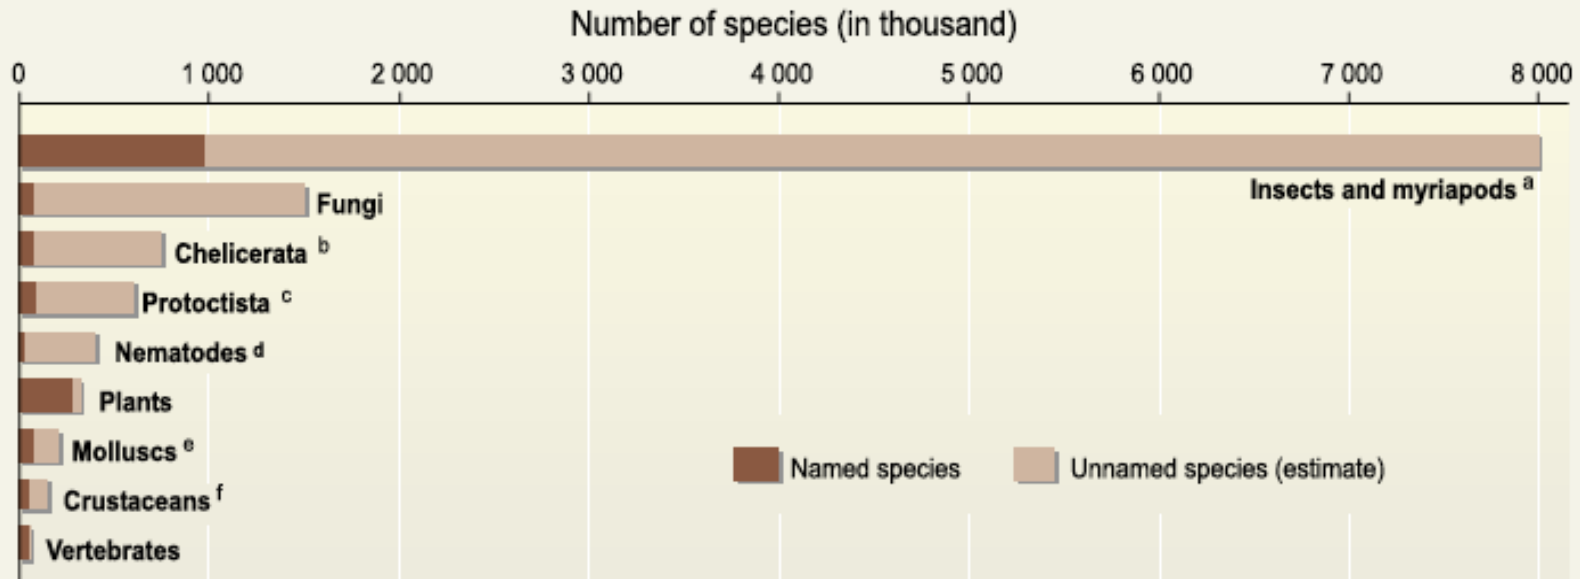 Number of species (in thousand)
0 1 000 2 000 3 000 4 000 5 000 6 000 7 000 8 000
Insects and myriapods a
Fungi
Chelicerata b
Protoctista c
Nematodes d
Plants
Molluscs e
Named species Unnamed species (estimate)
Crustaceans f
Vertebrates